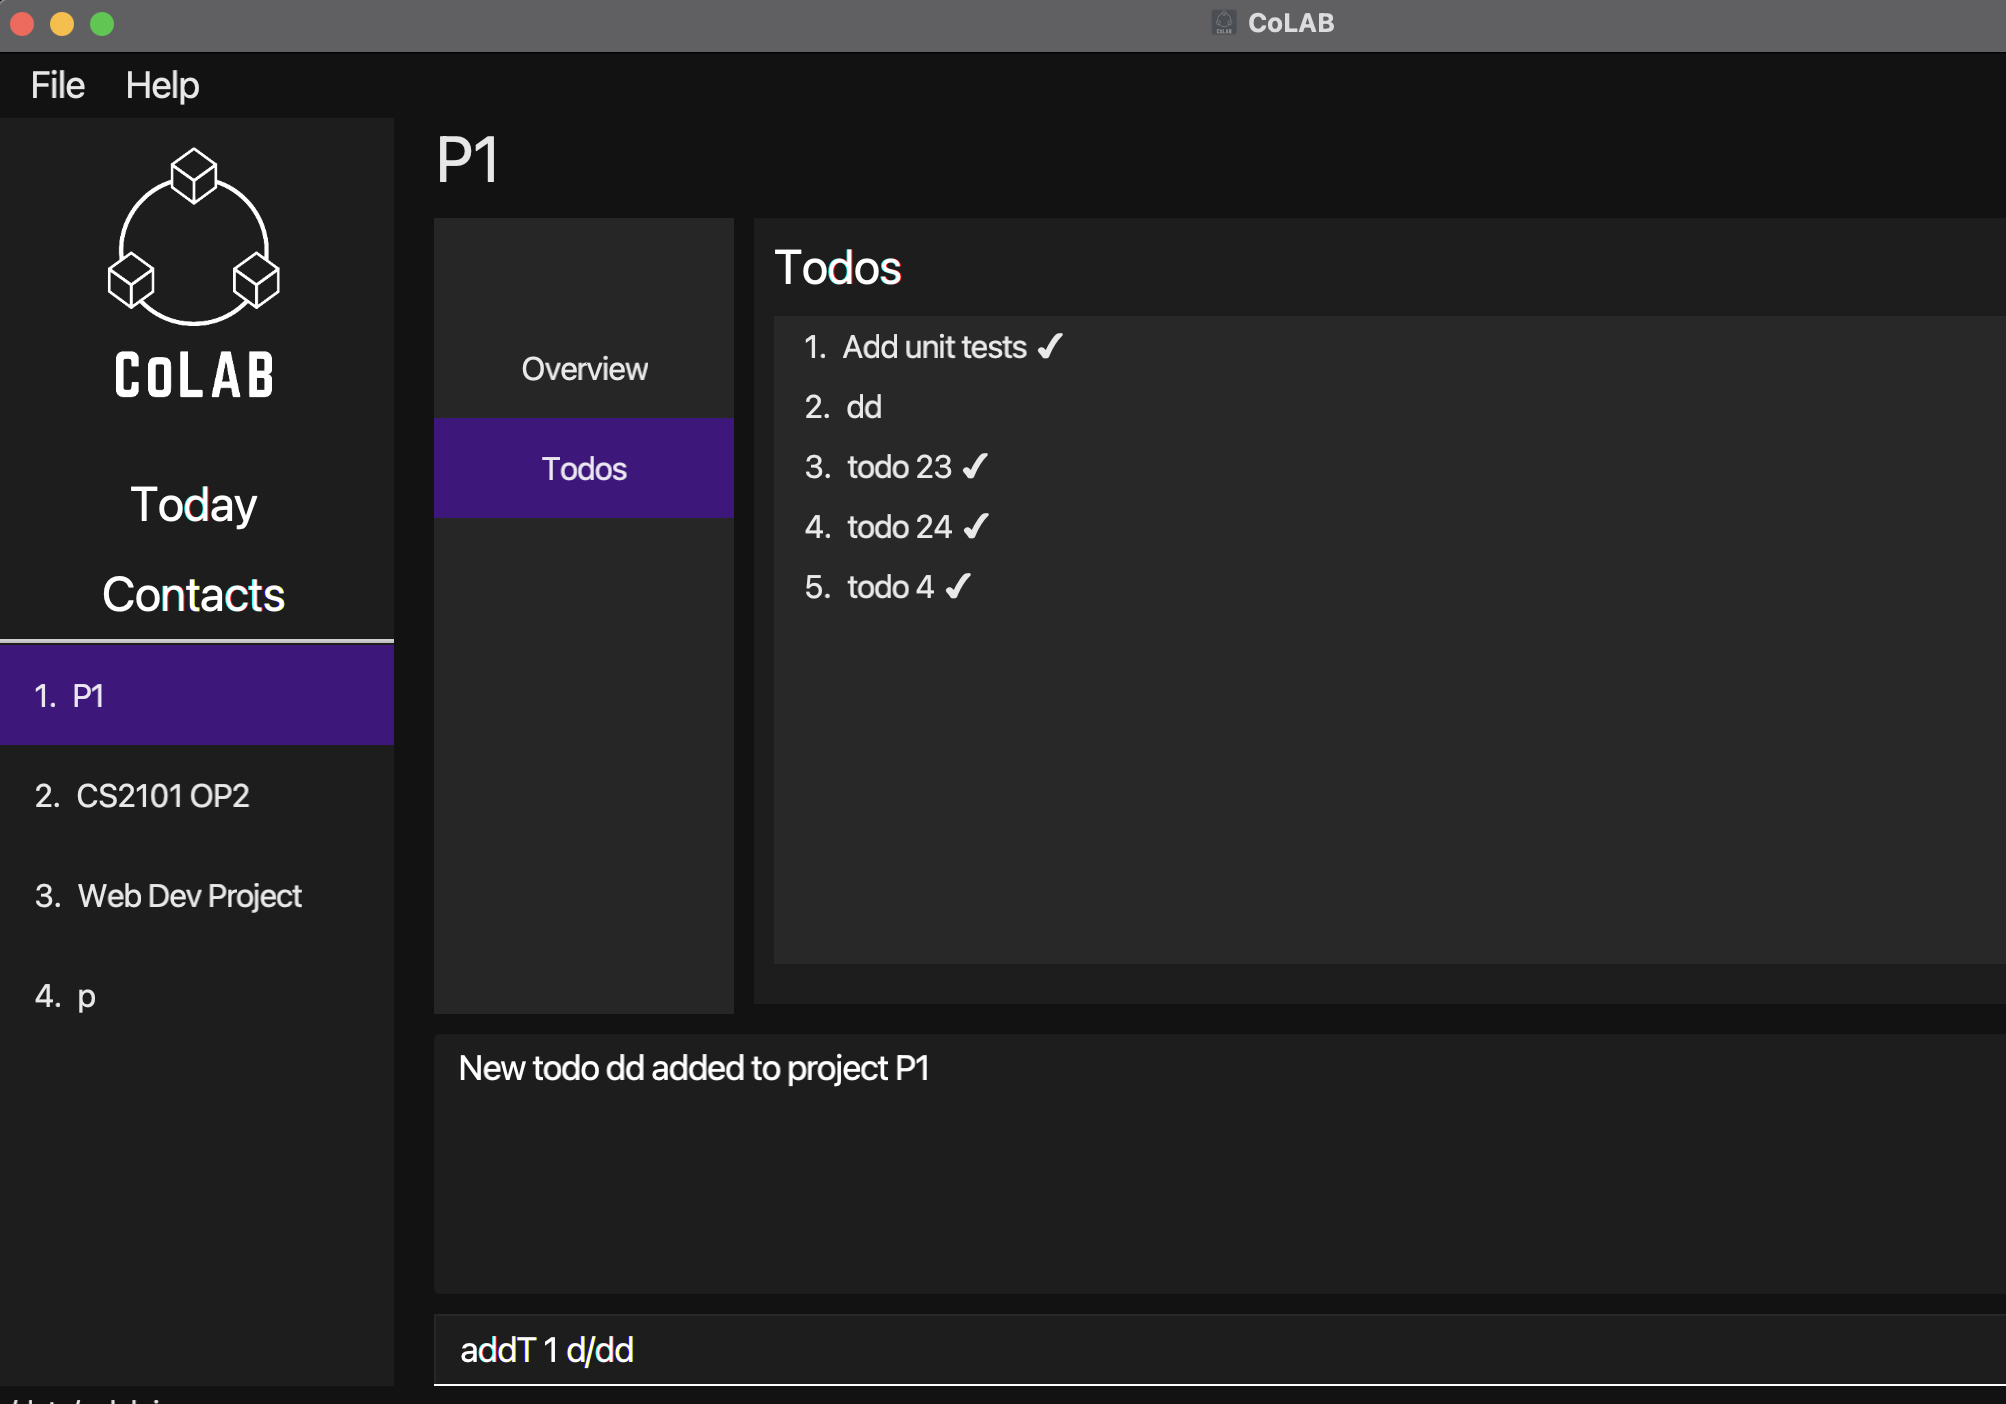 CoLAB
File Help
CoLAB
Today
Contacts
1. P1
2. CS2101 OP2
3. Web Dev Project
4. p
P1
Overview
Todos
Todos
1. Add unit tests ✔
2. dd
3. todo 23 ✔
4. todo 24 ✔
5. todo 4 ✔
New todo dd added to project P1
addT 1 d/dd